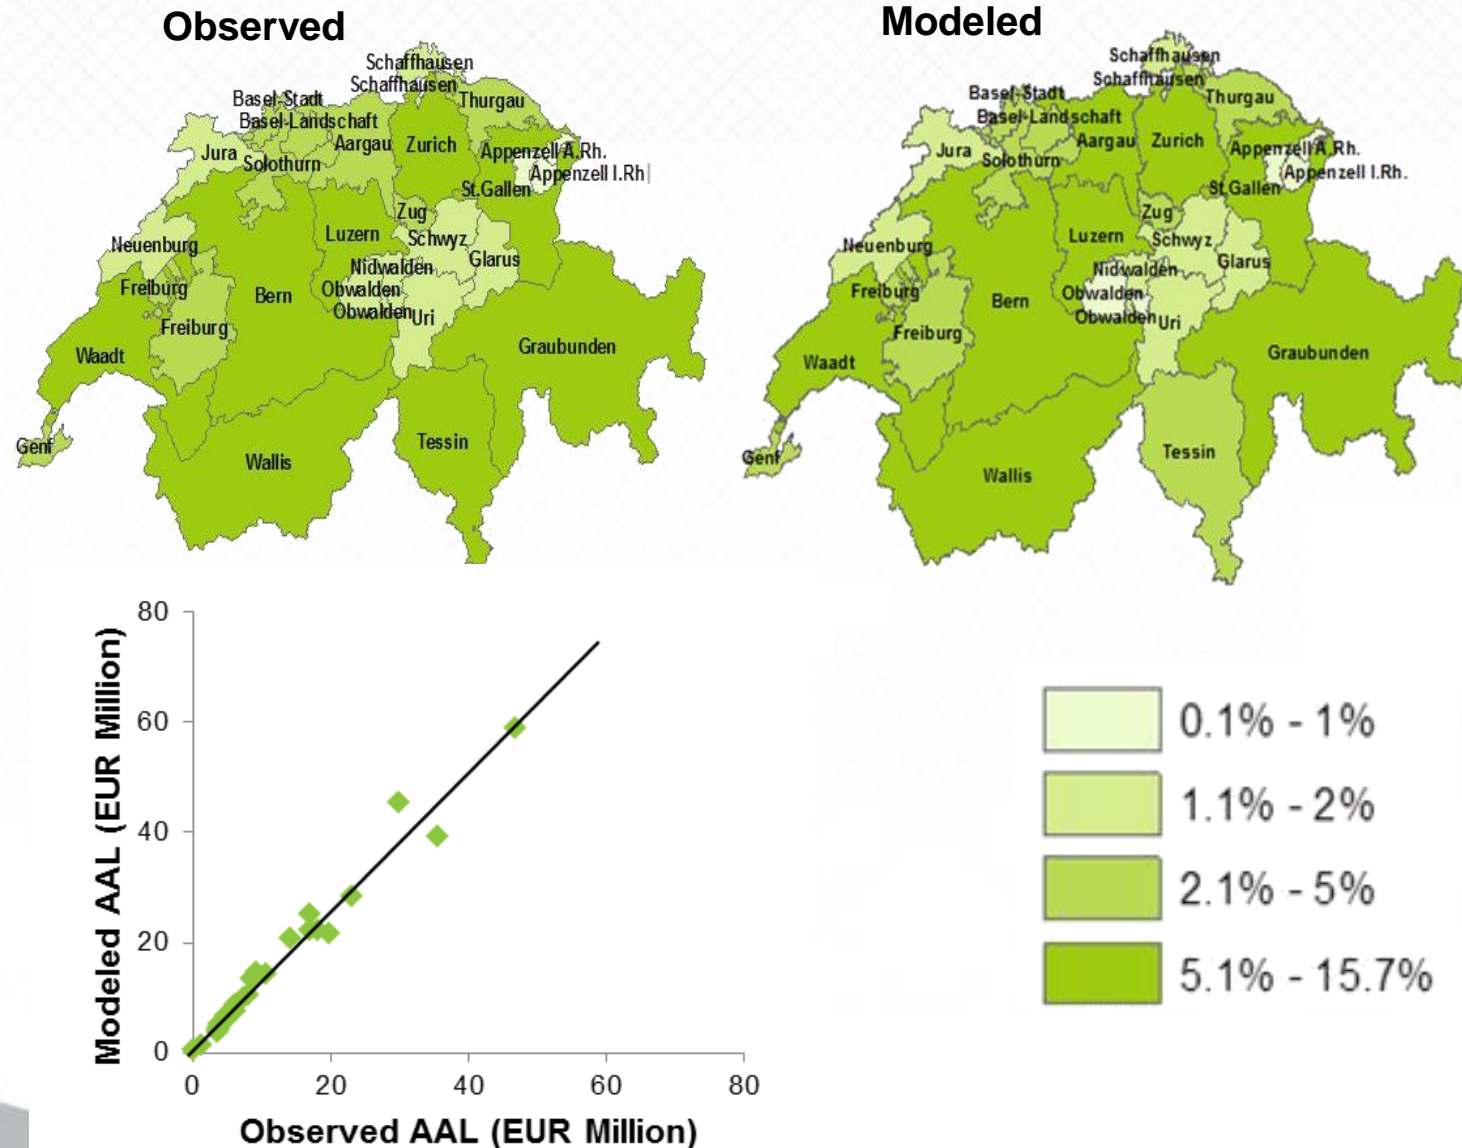 Observed
Schaffhausen
Schaffhausen
Basel-Stadt
Thurgau
Basel-Landschaft
Aargau
Zurich
Jura
Solothurn
Appenzell A.Rh.
Appenzell I.Rh
St.Gallen
Zug
Luzern
Schwyz
Neuenburg
Glarus
Nidwalden
Freiburg
Obwalden
Bern
Obwalden
Uri
Freiburg
Waadt
Graubunden
Genf
Tessin
Wallis
Modeled
Schaffhausen
Schaffhausen
Basel-Stadt
Thurgau
Basel-Landschaft
Aargau
Zurich
Jura
Solothurn
Appenzell A.Rh.
Appenzell I.Rh.
St.Gallen
Zug
Luzern
Schwyz
Neuenburg
Glarus
Nidwalden
Freiburg
Obwalden
Bern
Obwalden
Uri
Freiburg
Waadt
Graubunden
Genf
Tessin
Wallis
Modeled AAL (EUR Million)
80
60
40
20
0
0 20 40 60 80
Observed AAL (EUR Million)
0.1% - 1%
1.1% - 2%
2.1% - 5%
5.1% - 15.7%